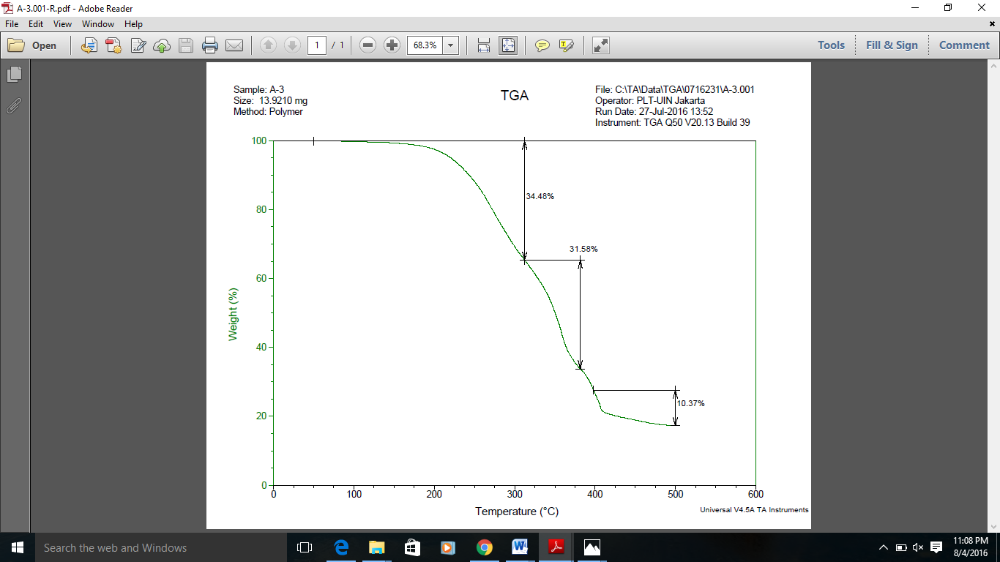 A-3.001-R.pdf - Adobe Reader
File Edit View Window Help
Open 1 / 1 68.3% Tools Fill & Sign Comment
Sample: A-3
Size: 13.9210 mg
Method: Polymer
TGA
File: C:\TA\Data\TGA\0716231\A-3.001
Operator: PLT-UIN Jakarta
Run Date: 27-Jul-2016 13:52
Instrument: TGA Q50 V20.13 Build 39
100
80
60
40
20
0
Weight (%)
34.48%
31.58%
10.37%
0 100 200 300 400 500 600
Temperature (°C)
Universal V4.5A TA Instruments
Search the web and Windows
11:08 PM
8/4/2016